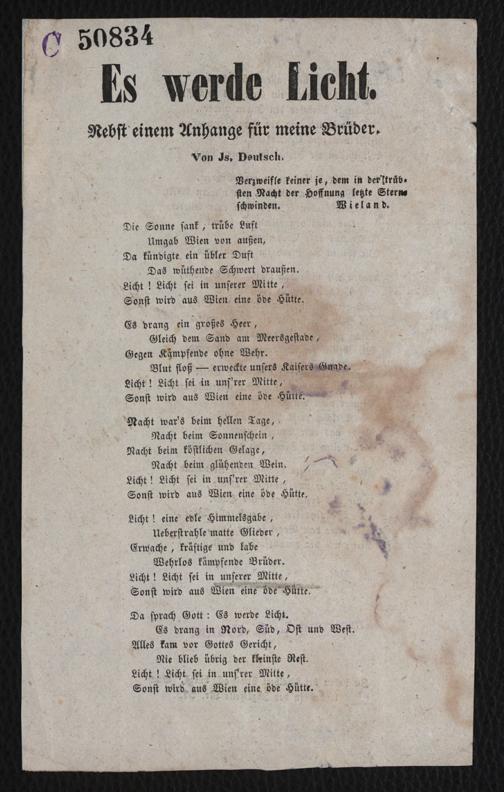 C 50834
Es werde Licht.
Nebst einem Anhange für meine Brüder.
Von Js. Deutsch.
Verzweifle keiner je, dem in der trüb-
sten Nacht der Hoffnung letzte Sterne
schwinden. Wieland.
Die Sonne sank, trübe Luft
Umgab Wien von außen,
Da kündigte ein übler Duft
Das wüthende Schwert draußen.
Licht! Licht sei in unserer Mitte,
Sonst wird aus Wien eine öde Hütte.
Es drang ein großes Heer,
Gleich dem Sand am Meersgestade,
Gegen Kämpfende ohne Wehr.
Blut floß — erweckte unsers Kaisers Gnade.
Licht! Licht sei in uns'rer Mitte,
Sonst wird aus Wien eine öde Hütte.
Nacht war's beim hellen Tage,
Nacht beim Sonnenschein,
Nacht beim köstlichen Gelage,
Nacht beim glühenden Wein.
Licht! Licht sei in uns'rer Mitte,
Sonst wird aus Wien eine öde Hütte.
Licht! eine edle Himmelsgabe,
Ueberstrahle matte Glieder,
Erwache, kräftige und labe
Wehrlos kämpfende Brüder.
Licht! Licht sei in unserer Mitte,
Sonst wird aus Wien eine öde Hütte.
Da sprach Gott: Es werde Licht.
Es drang in Nord, Süd, Ost und West.
Alles kam vor Gottes Gericht,
Nie blieb übrig der kleinste Rest.
Licht! Licht sei in uns'rer Mitte,
Sonst wird aus Wien eine öde Hütte.